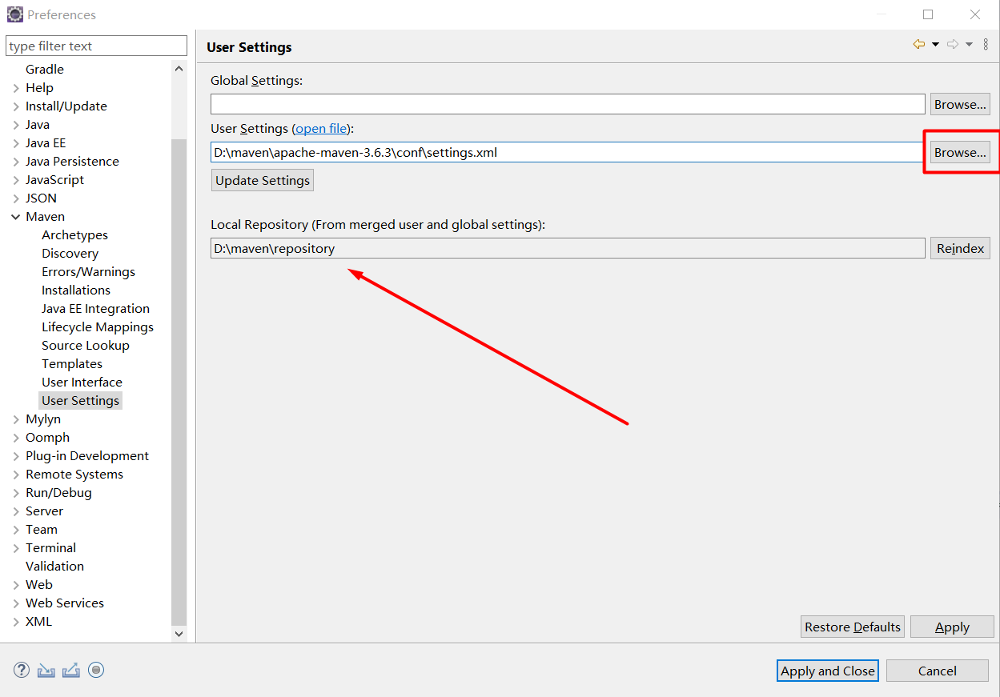 Preferences
type filter text
Gradle
Help
Install/Update
Java
Java EE
Java Persistence
JavaScript
JSON
Maven
Archetypes
Discovery
Errors/Warnings
Installations
Java EE Integration
Lifecycle Mappings
Source Lookup
Templates
User Interface
User Settings
Mylyn
Oomph
Plug-in Development
Remote Systems
Run/Debug
Server
Team
Terminal
Validation
Web
Web Services
XML
User Settings
Global Settings:
Browse...
User Settings (open file):
D:\maven\apache-maven-3.6.3\conf\settings.xml
Browse...
Update Settings
Local Repository (From merged user and global settings):
D:\maven\repository
Reindex
Restore Defaults
Apply
?
Apply and Close
Cancel